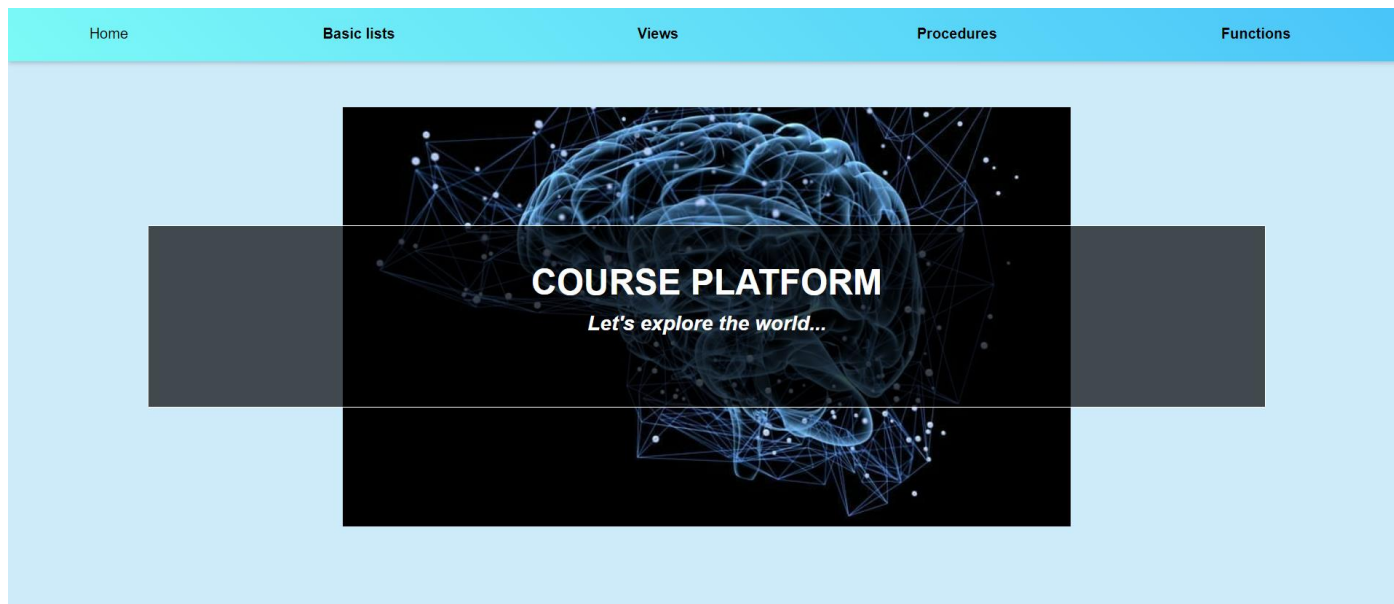 Home Basic lists Views Procedures Functions
COURSE PLATFORM
Let's explore the world...